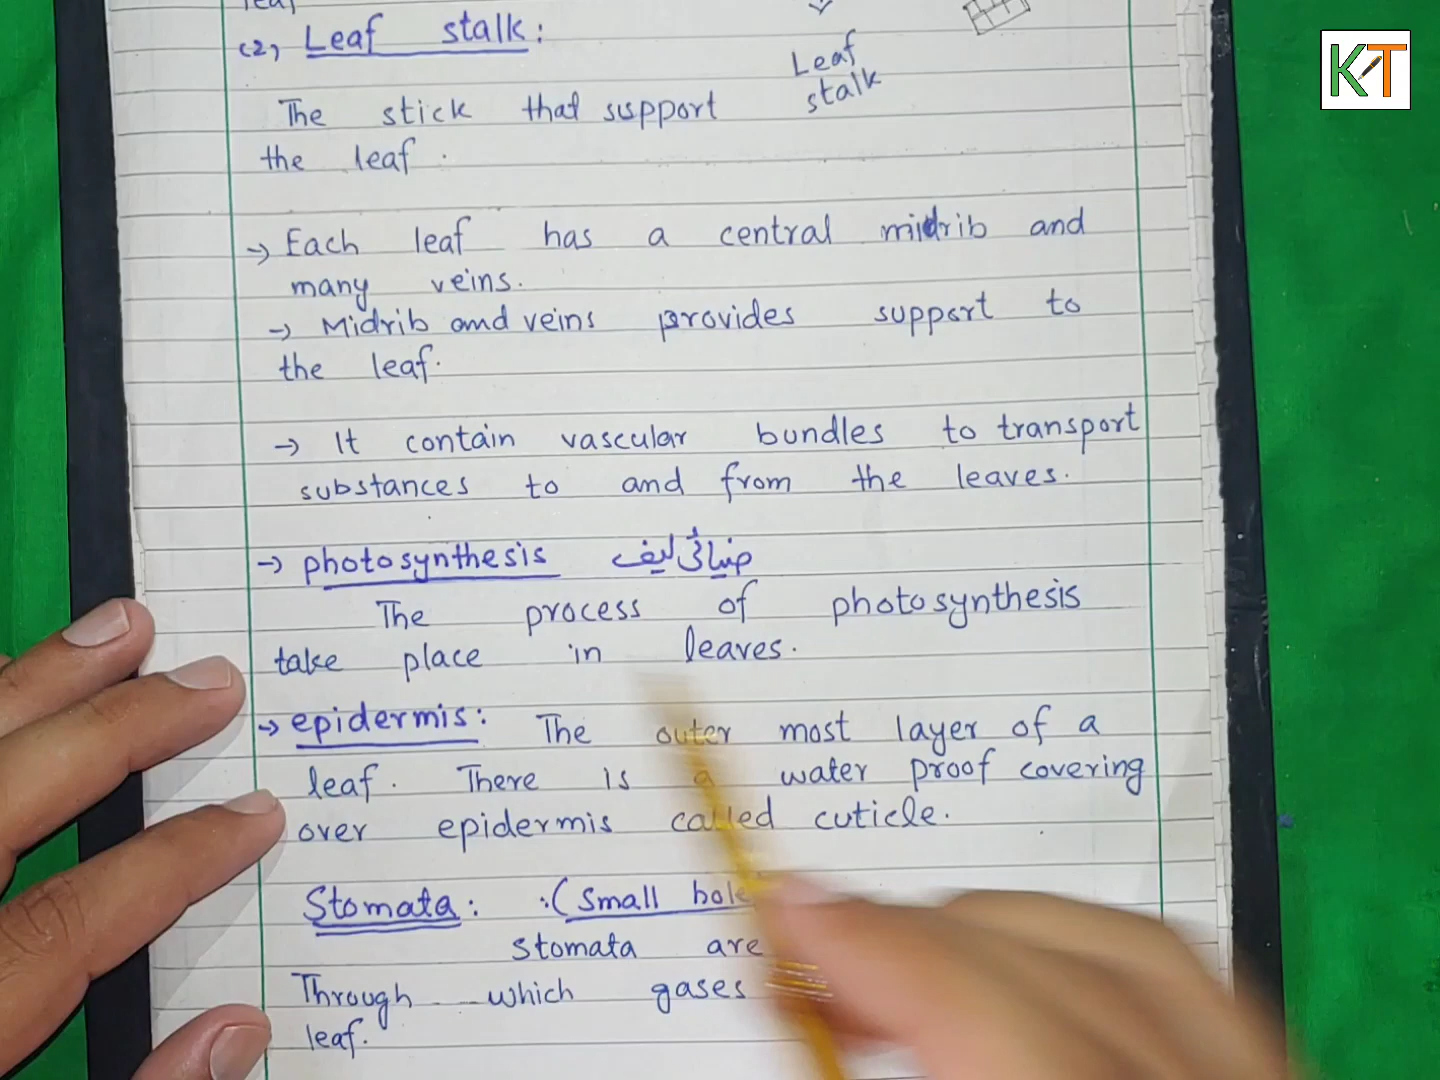 leaf
(2) Leaf stalk:
Leaf
stalk
The stick that support
the leaf.
→ Each leaf has a central midrib and
many veins.
→ Midrib and veins provides support to
the leaf.
→ It contain vascular bundles to transport
substances to and from the leaves.
→ photosynthesis ضیائی لیف
The process of photosynthesis
take place in leaves.
→ epidermis: The outer most layer of a
leaf. There is a water proof covering
over epidermis called cuticle.
Stomata: :(Small hole
stomata are
Through which gases
leaf.
KT